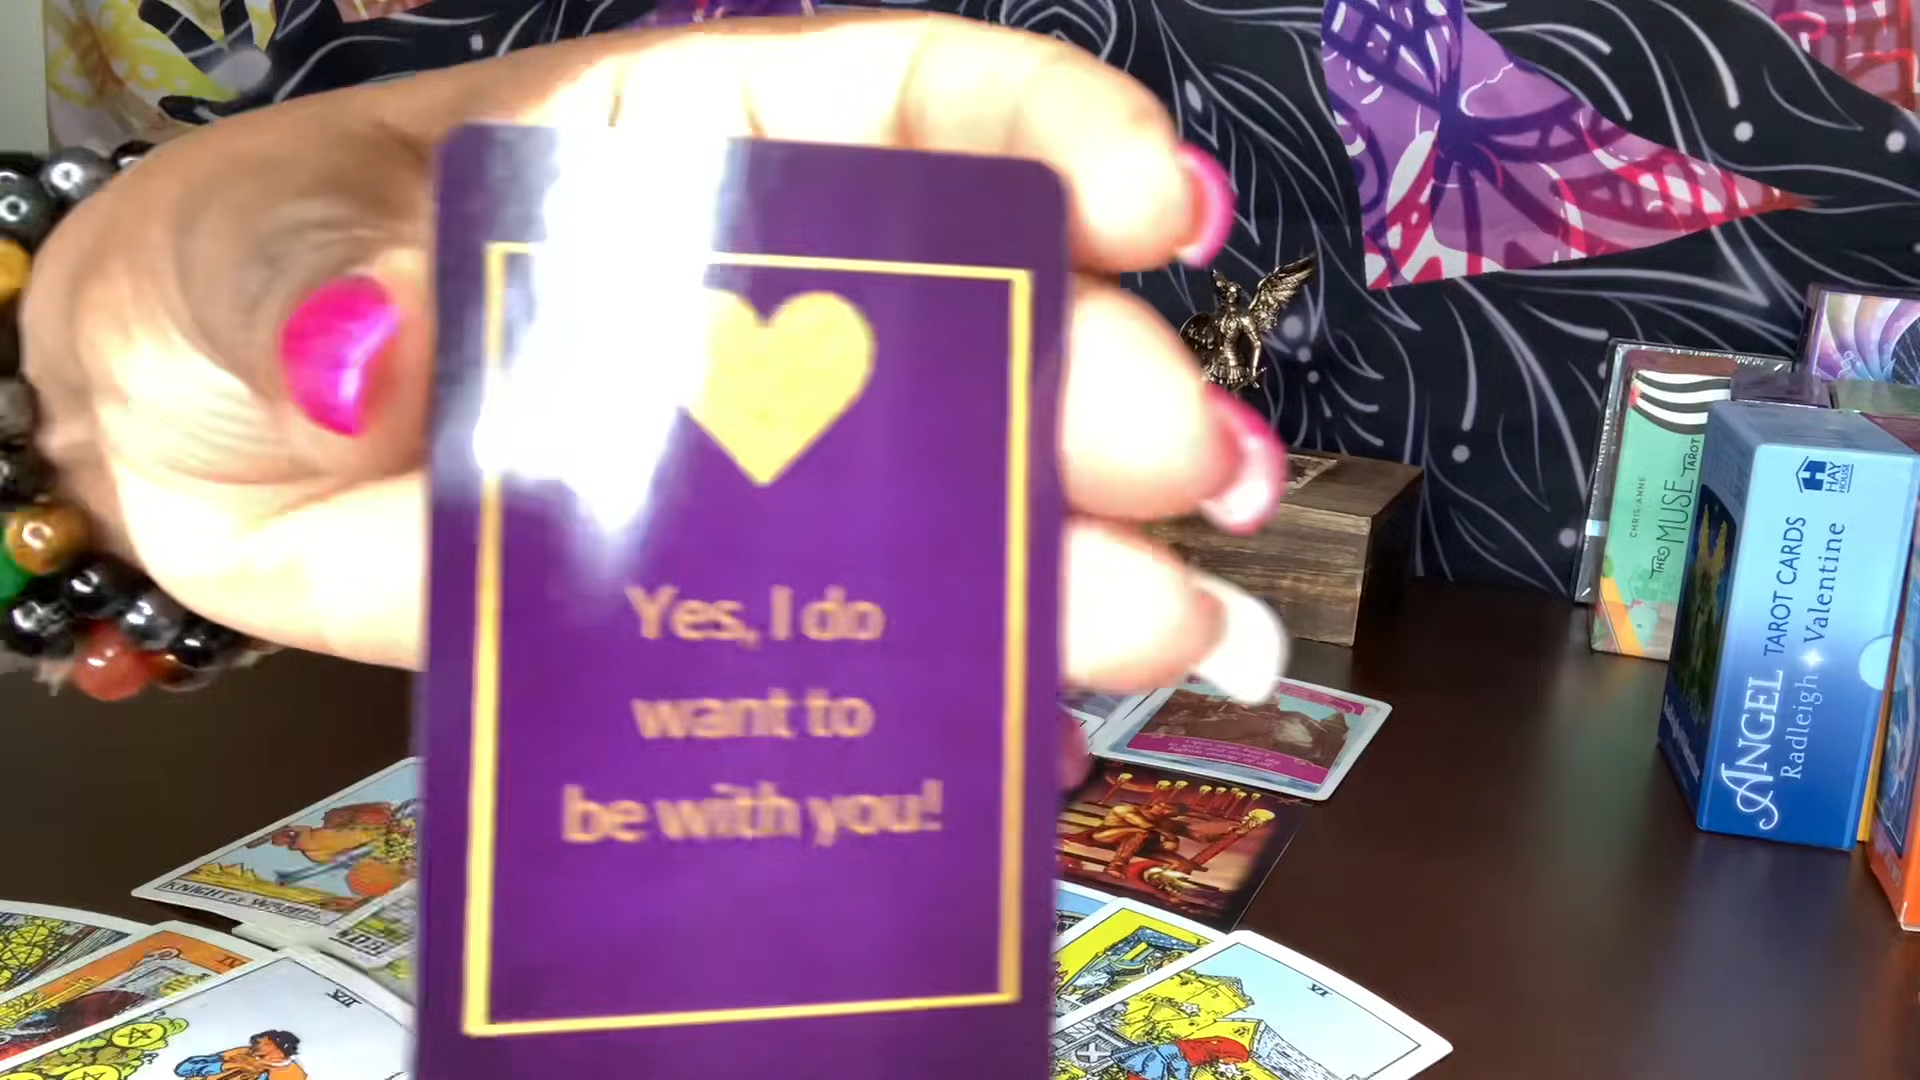 Yes, I do
want to
be with you!
CHRIS-ANNE
THE MUSE TAROT
HAY
HOUSE
ANGEL TAROT CARDS
Radleigh Valentine
KNIGHT of WANDS
VII